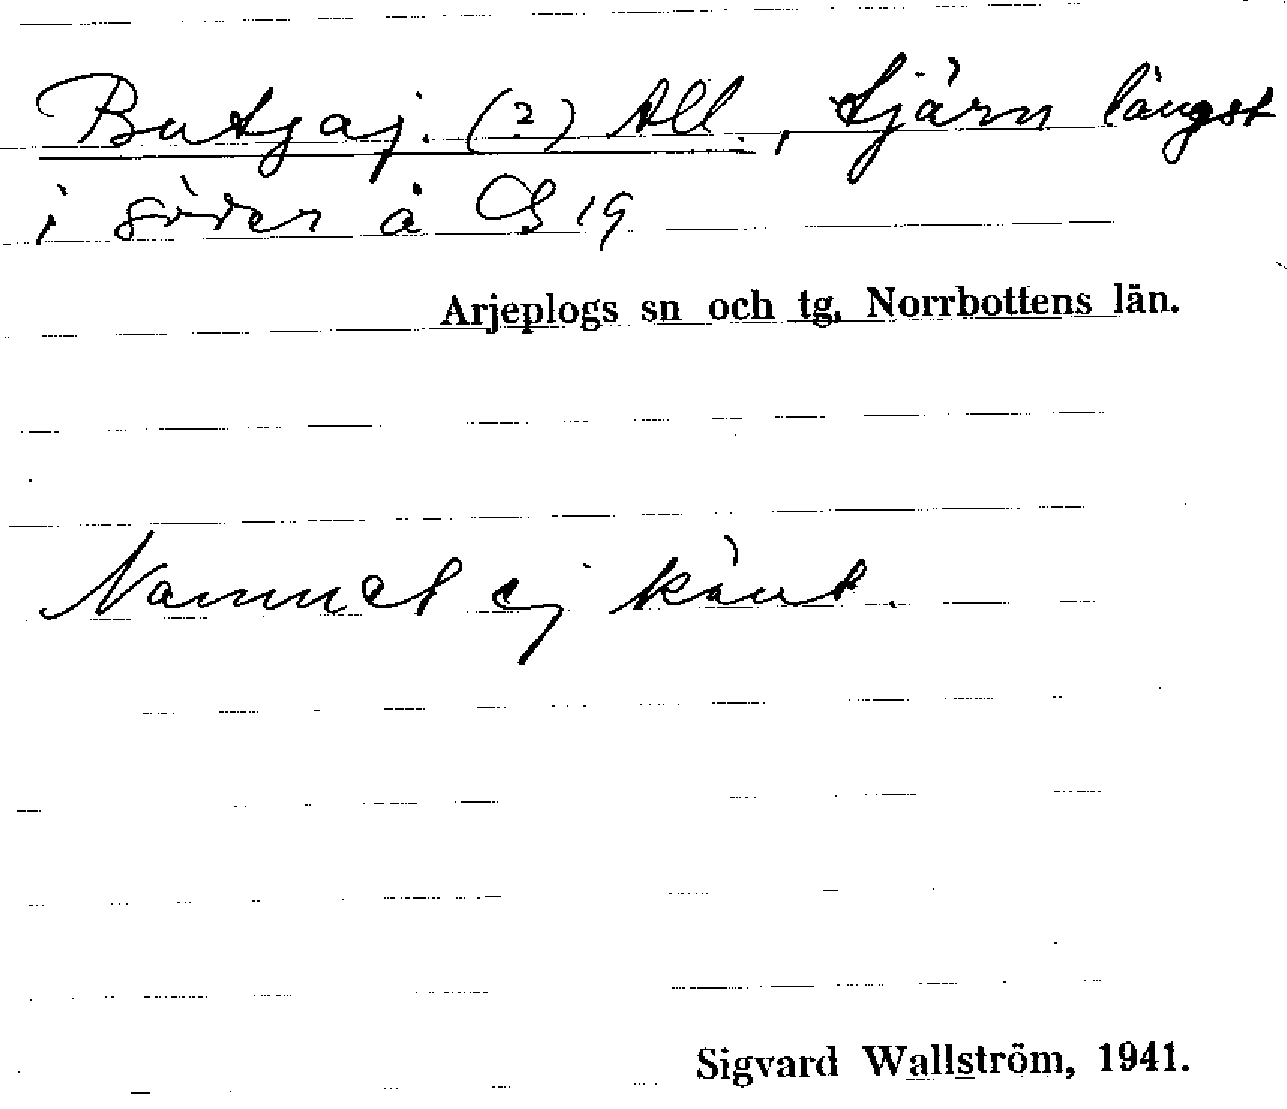 Butjaj. (?) All., tjärn längst
i söder å B 19
Arjeplogs sn och tg, Norrbottens län.
Namnet ej känt.
Sigvard Wallström, 1941.